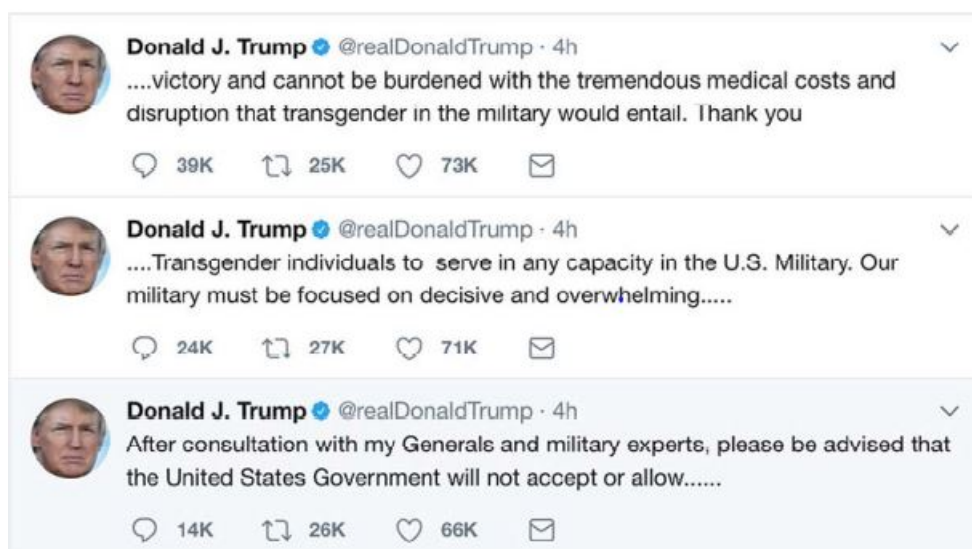 Donald J. Trump @realDonaldTrump · 4h
....victory and cannot be burdened with the tremendous medical costs and
disruption that transgender in the military would entail. Thank you
39K 25K 73K
Donald J. Trump @realDonaldTrump · 4h
....Transgender individuals to serve in any capacity in the U.S. Military. Our
military must be focused on decisive and overwhelming.....
24K 27K 71K
Donald J. Trump @realDonaldTrump · 4h
After consultation with my Generals and military experts, please be advised that
the United States Government will not accept or allow......
14K 26K 66K